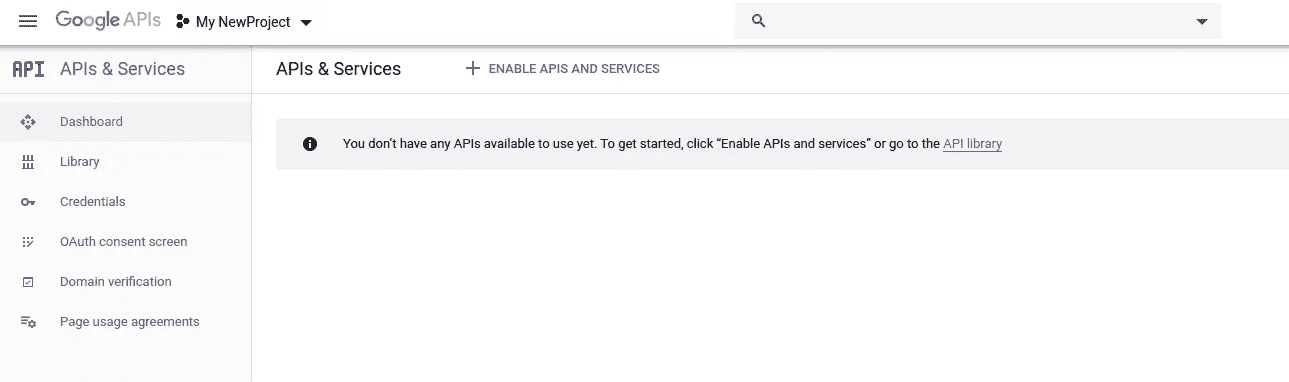 Google APIs My NewProject
API APIs & Services
APIs & Services + ENABLE APIS AND SERVICES
Dashboard
You don't have any APIs available to use yet. To get started, click “Enable APIs and services” or go to the API library
Library
Credentials
OAuth consent screen
Domain verification
Page usage agreements